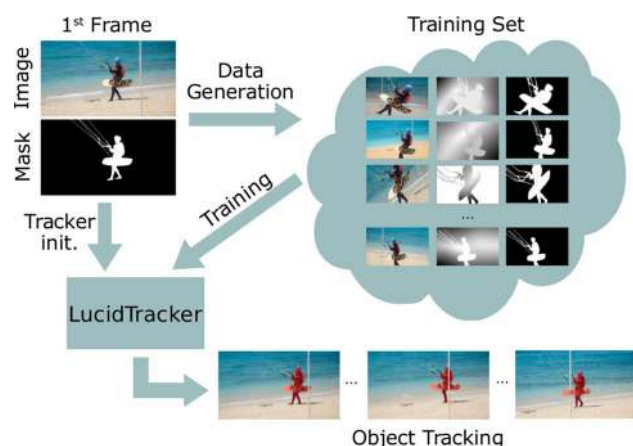 1st Frame
Training Set
Image
Mask
Data
Generation
Training
...
Tracker
init.
LucidTracker
...
...
Object Tracking